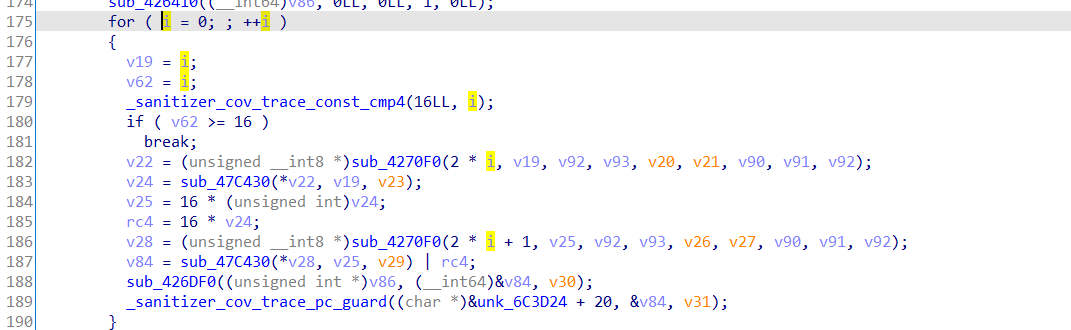 174 sub_426410((__int64)v86, 0LL, 0LL, 1, 0LL);
175 for ( i = 0; ; ++i )
176 {
177 v19 = i;
178 v62 = i;
179 _sanitizer_cov_trace_const_cmp4(16LL, i);
180 if ( v62 >= 16 )
181 break;
182 v22 = (unsigned __int8 *)sub_4270F0(2 * i, v19, v92, v93, v20, v21, v90, v91, v92);
183 v24 = sub_47C430(*v22, v19, v23);
184 v25 = 16 * (unsigned int)v24;
185 rc4 = 16 * v24;
186 v28 = (unsigned __int8 *)sub_4270F0(2 * i + 1, v25, v92, v93, v26, v27, v90, v91, v92);
187 v84 = sub_47C430(*v28, v25, v29) | rc4;
188 sub_426DF0((unsigned int *)v86, (__int64)&v84, v30);
189 _sanitizer_cov_trace_pc_guard((char *)&unk_6C3D24 + 20, &v84, v31);
190 }